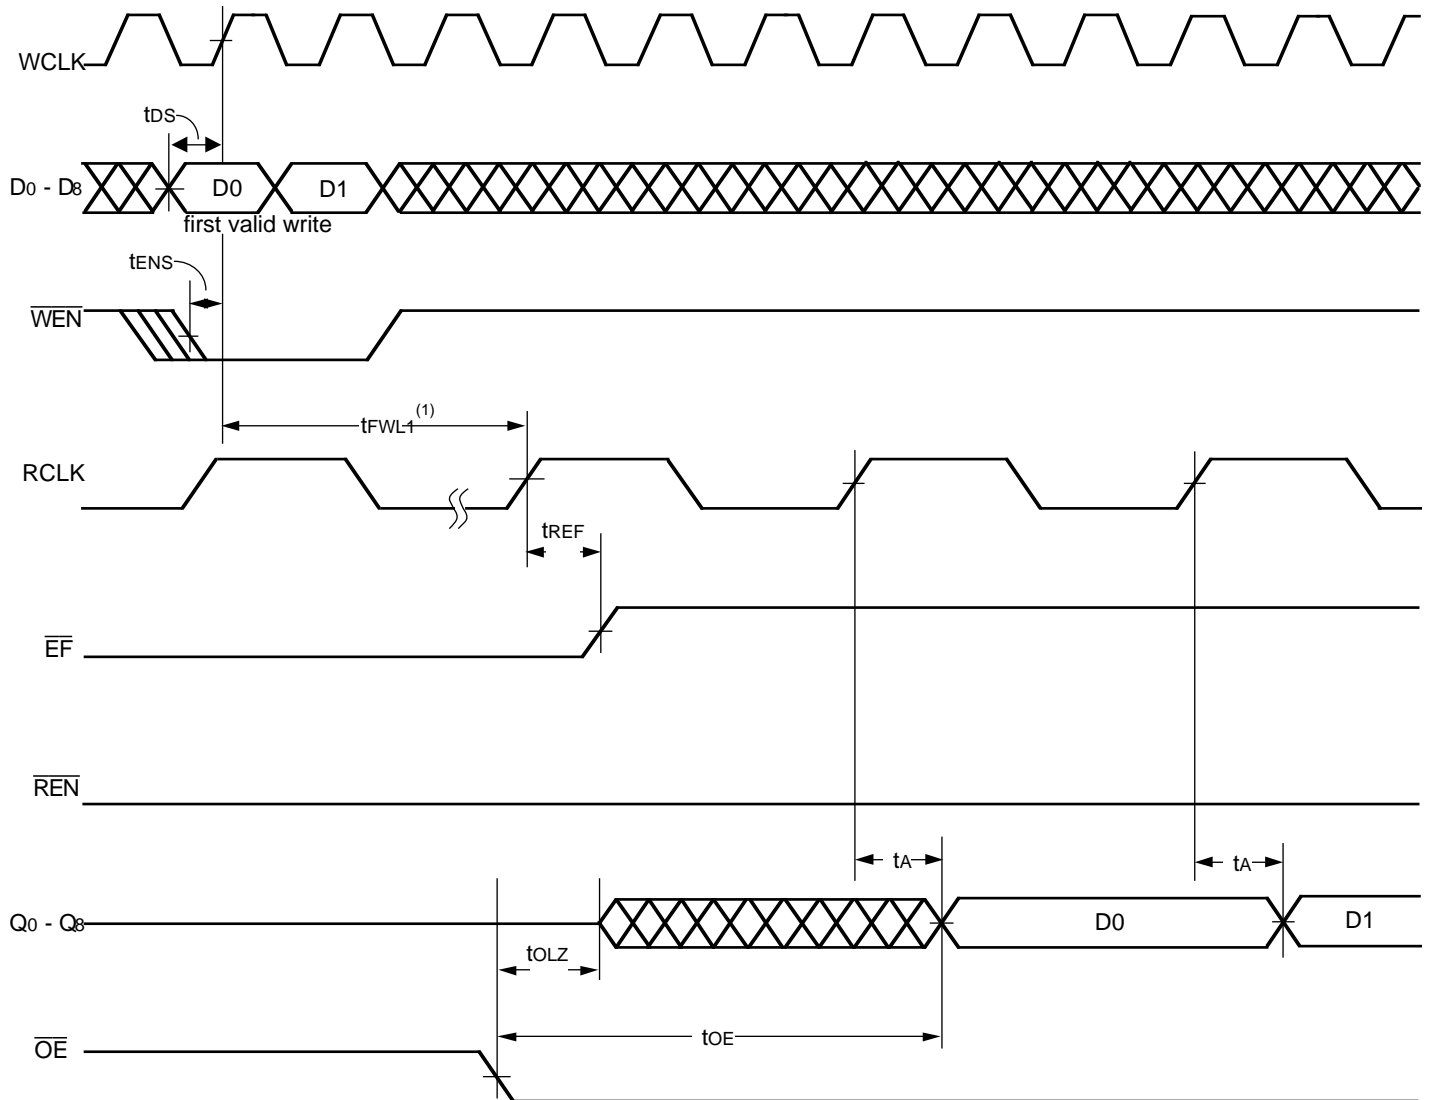 WCLK
tDS
D0 - D8 D0 D1
first valid write
tENS
WEN
tFWL1(1)
RCLK
tREF
EF
REN
tA tA
Q0 - Q8 D0 D1
tOLZ
tOE
OE